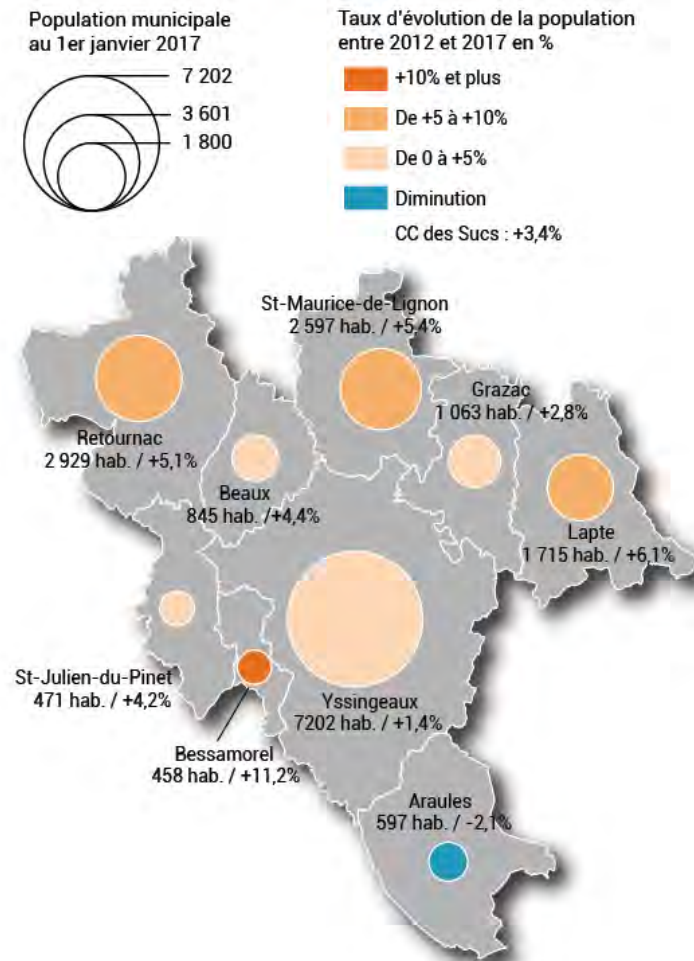 Population municipale
au 1er janvier 2017
7 202
3 601
1 800
Taux d'évolution de la population
entre 2012 et 2017 en %
+10% et plus
De +5 à +10%
De 0 à +5%
Diminution
CC des Sucs : +3,4%
St-Maurice-de-Lignon
2 597 hab. / +5,4%
Grazac
1 063 hab. / +2,8%
Retournac
2 929 hab. / +5,1%
Beaux
845 hab. /+4,4%
Lapte
1 715 hab. / +6,1%
St-Julien-du-Pinet
471 hab. / +4,2%
Yssingeaux
7202 hab. / +1,4%
Bessamorel
458 hab. / +11,2%
Araules
597 hab. / -2,1%